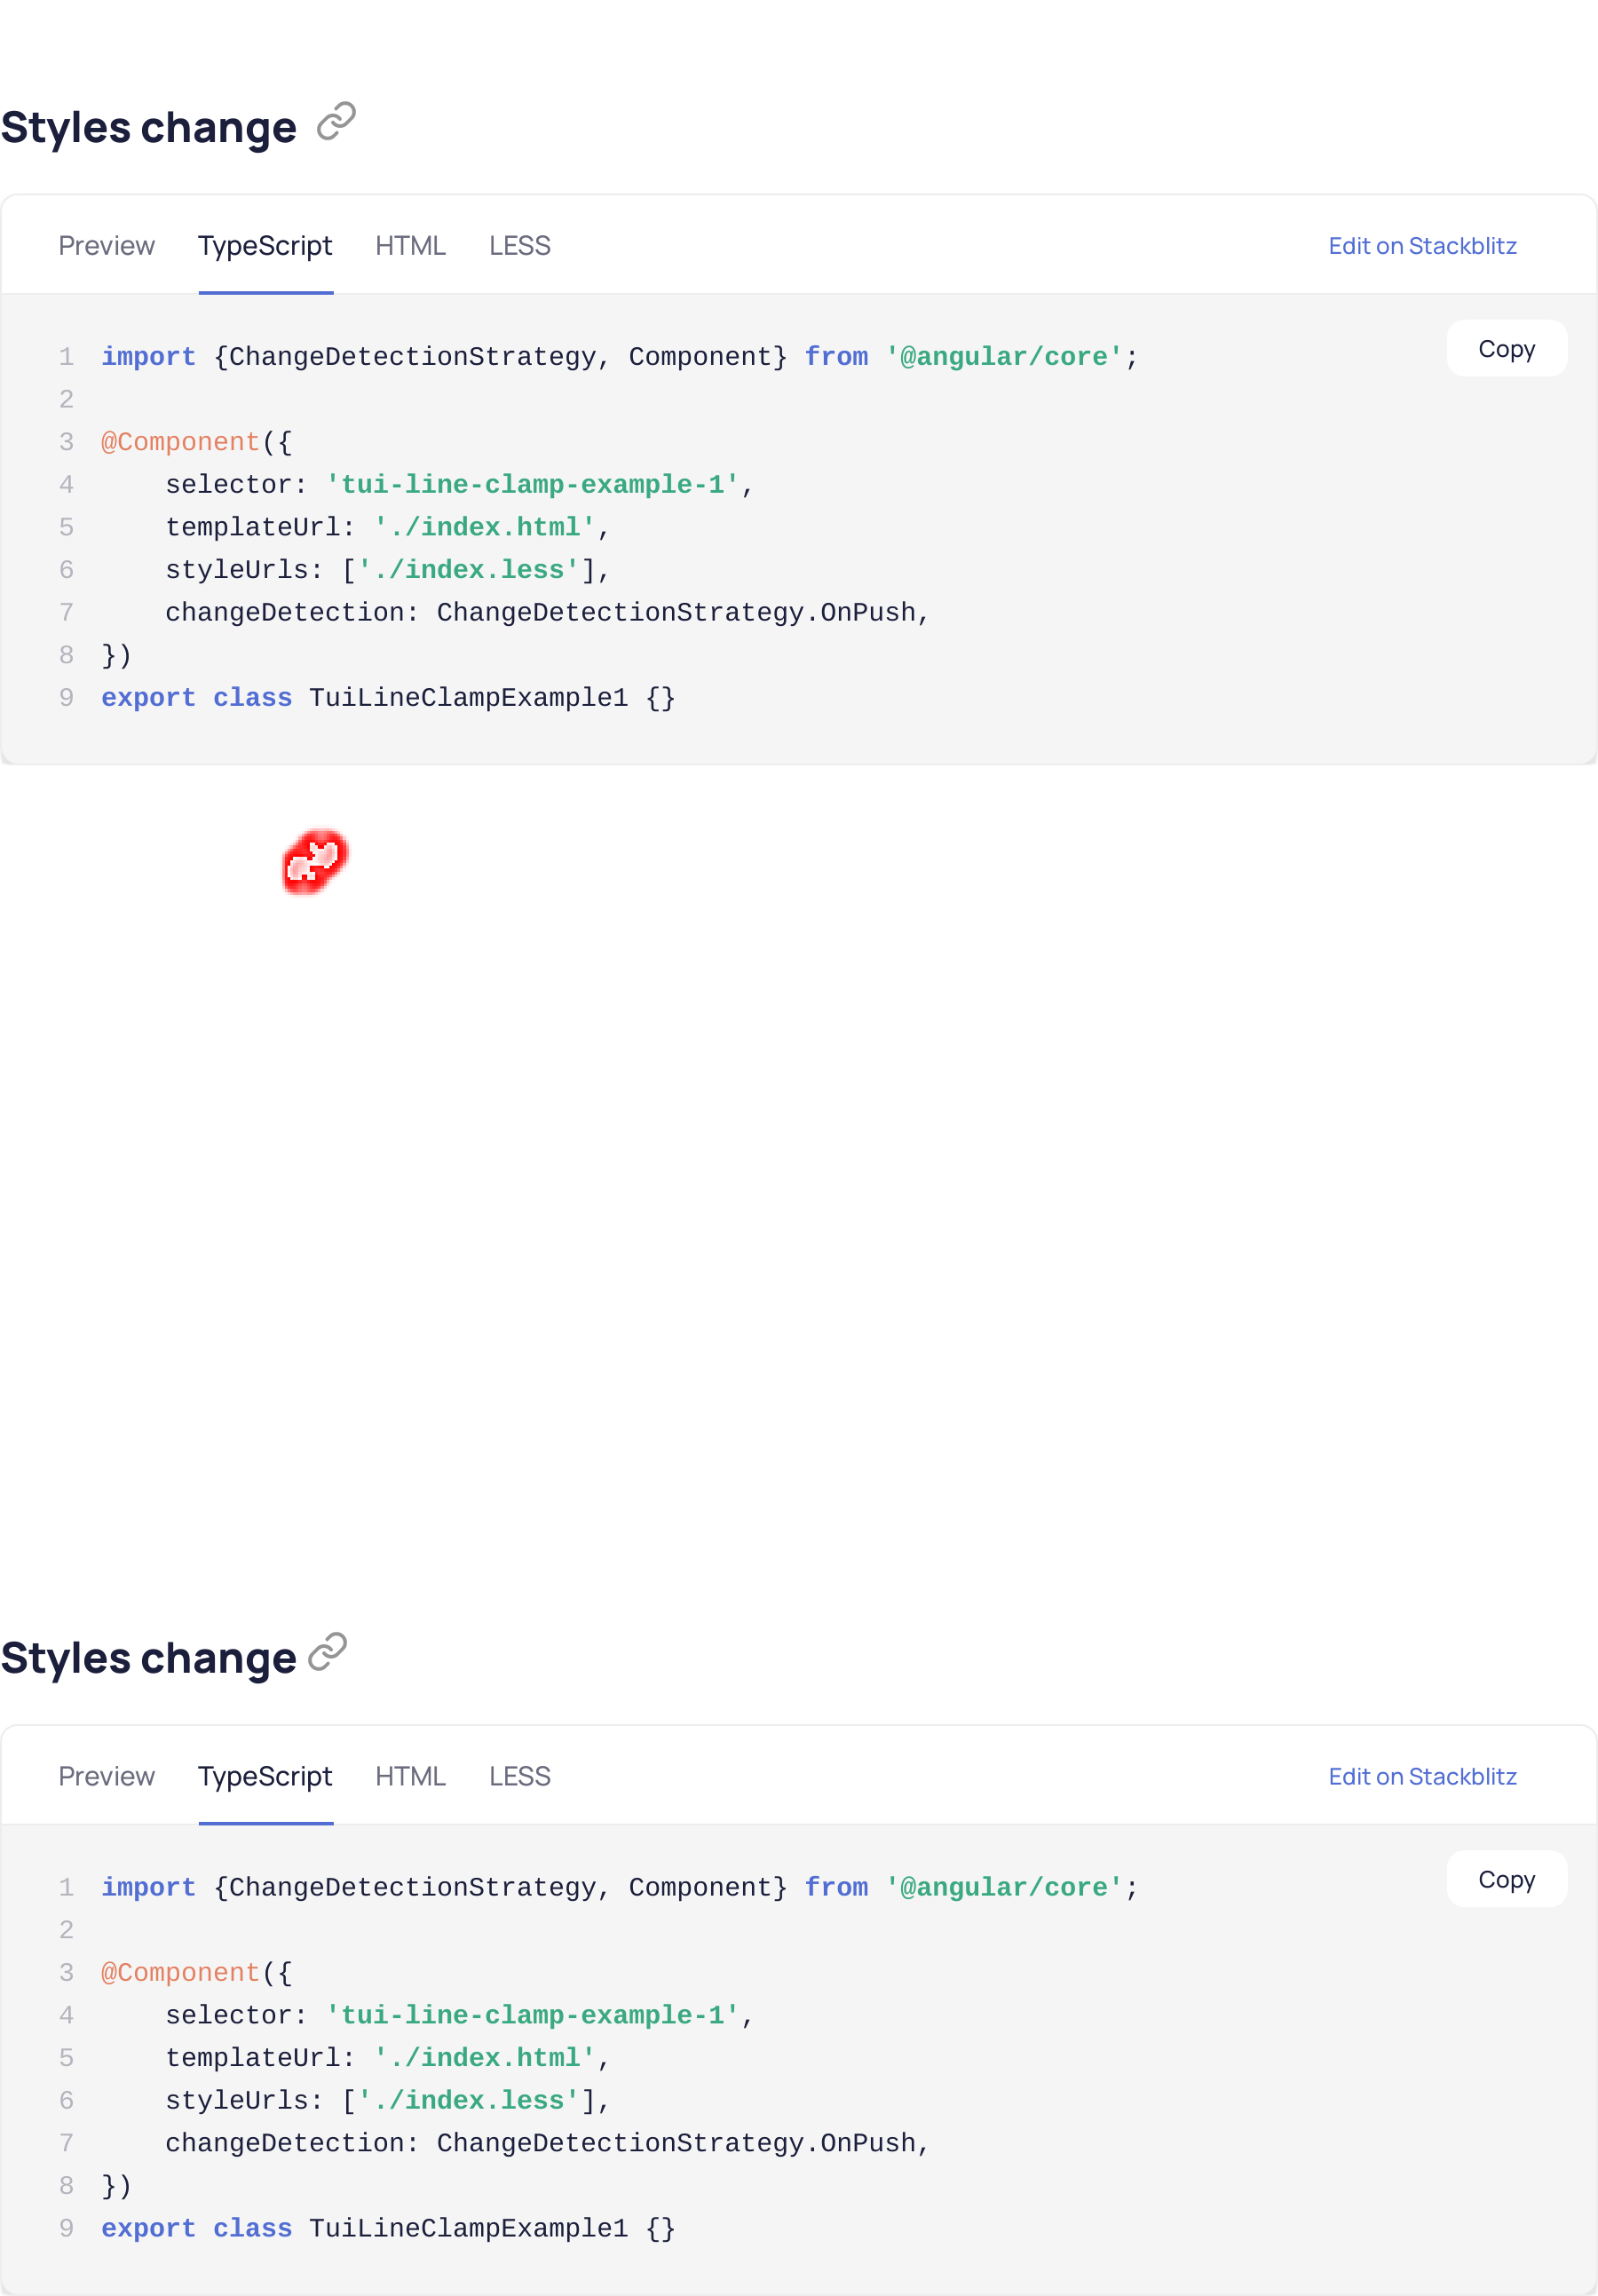 Styles change
Preview TypeScript HTML LESS Edit on Stackblitz
Copy
1 import {ChangeDetectionStrategy, Component} from '@angular/core';
2
3 @Component({
4     selector: 'tui-line-clamp-example-1',
5     templateUrl: './index.html',
6     styleUrls: ['./index.less'],
7     changeDetection: ChangeDetectionStrategy.OnPush,
8 })
9 export class TuiLineClampExample1 {}
Styles change
Preview TypeScript HTML LESS Edit on Stackblitz
Copy
1 import {ChangeDetectionStrategy, Component} from '@angular/core';
2
3 @Component({
4     selector: 'tui-line-clamp-example-1',
5     templateUrl: './index.html',
6     styleUrls: ['./index.less'],
7     changeDetection: ChangeDetectionStrategy.OnPush,
8 })
9 export class TuiLineClampExample1 {}